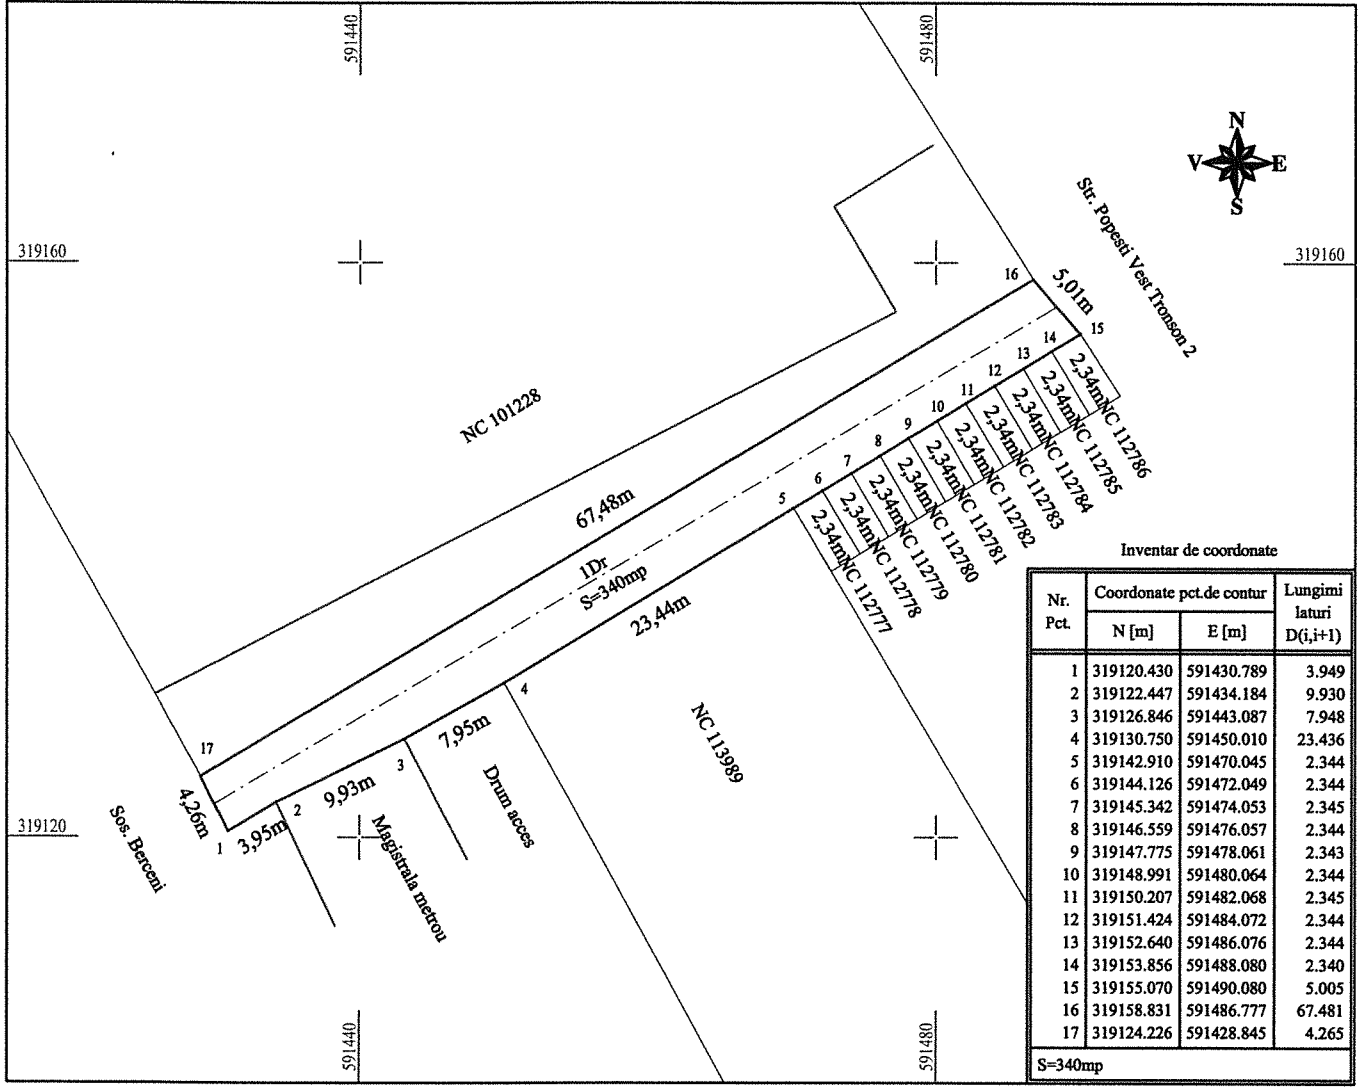 591440
591480
N
V
E
S
Str. Popesti Vest Tronson 2
319160
319160
16
5,01m
15
14
13
12
11
10
9
8
7
6
5
2,34m NC 112786
2,34m NC 112785
2,34m NC 112784
2,34m NC 112783
2,34m NC 112782
2,34m NC 112781
2,34m NC 112780
2,34m NC 112779
2,34m NC 112778
2,34m NC 112777
NC 101228
67,48m
1Dr
S=340mp
23,44m
4
NC 113989
7,95m
3
Drum acces
17
9,93m
2
Magistrala metrou
4,26m
3,95m
1
Sos. Berceni
319120
591440
591480
Inventar de coordonate
Nr. Pct. Coordonate pct.de contur Lungimi laturi D(i,i+1)
N [m] E [m]
1 319120.430 591430.789 3.949
2 319122.447 591434.184 9.930
3 319126.846 591443.087 7.948
4 319130.750 591450.010 23.436
5 319142.910 591470.045 2.344
6 319144.126 591472.049 2.344
7 319145.342 591474.053 2.345
8 319146.559 591476.057 2.344
9 319147.775 591478.061 2.343
10 319148.991 591480.064 2.344
11 319150.207 591482.068 2.345
12 319151.424 591484.072 2.344
13 319152.640 591486.076 2.344
14 319153.856 591488.080 2.340
15 319155.070 591490.080 5.005
16 319158.831 591486.777 67.481
17 319124.226 591428.845 4.265
S=340mp